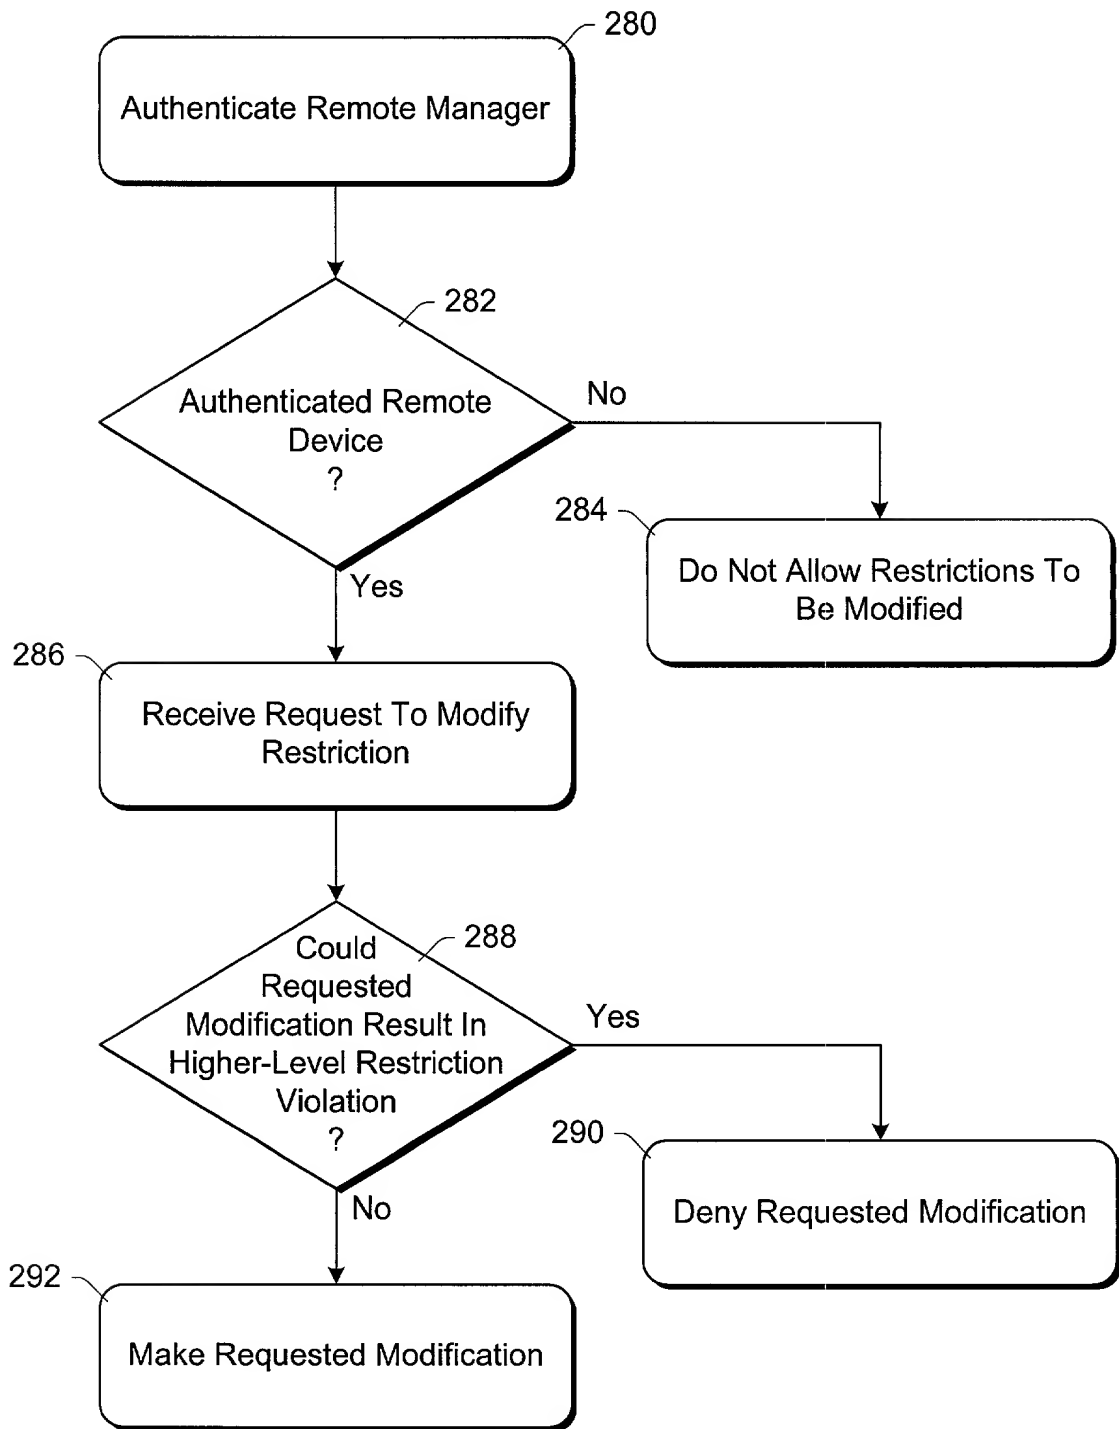 280
Authenticate Remote Manager
282
Authenticated Remote
Device
?
No
Yes
284
Do Not Allow Restrictions To
Be Modified
286
Receive Request To Modify
Restriction
288
Could
Requested
Modification Result In
Higher-Level Restriction
Violation
?
Yes
No
290
Deny Requested Modification
292
Make Requested Modification